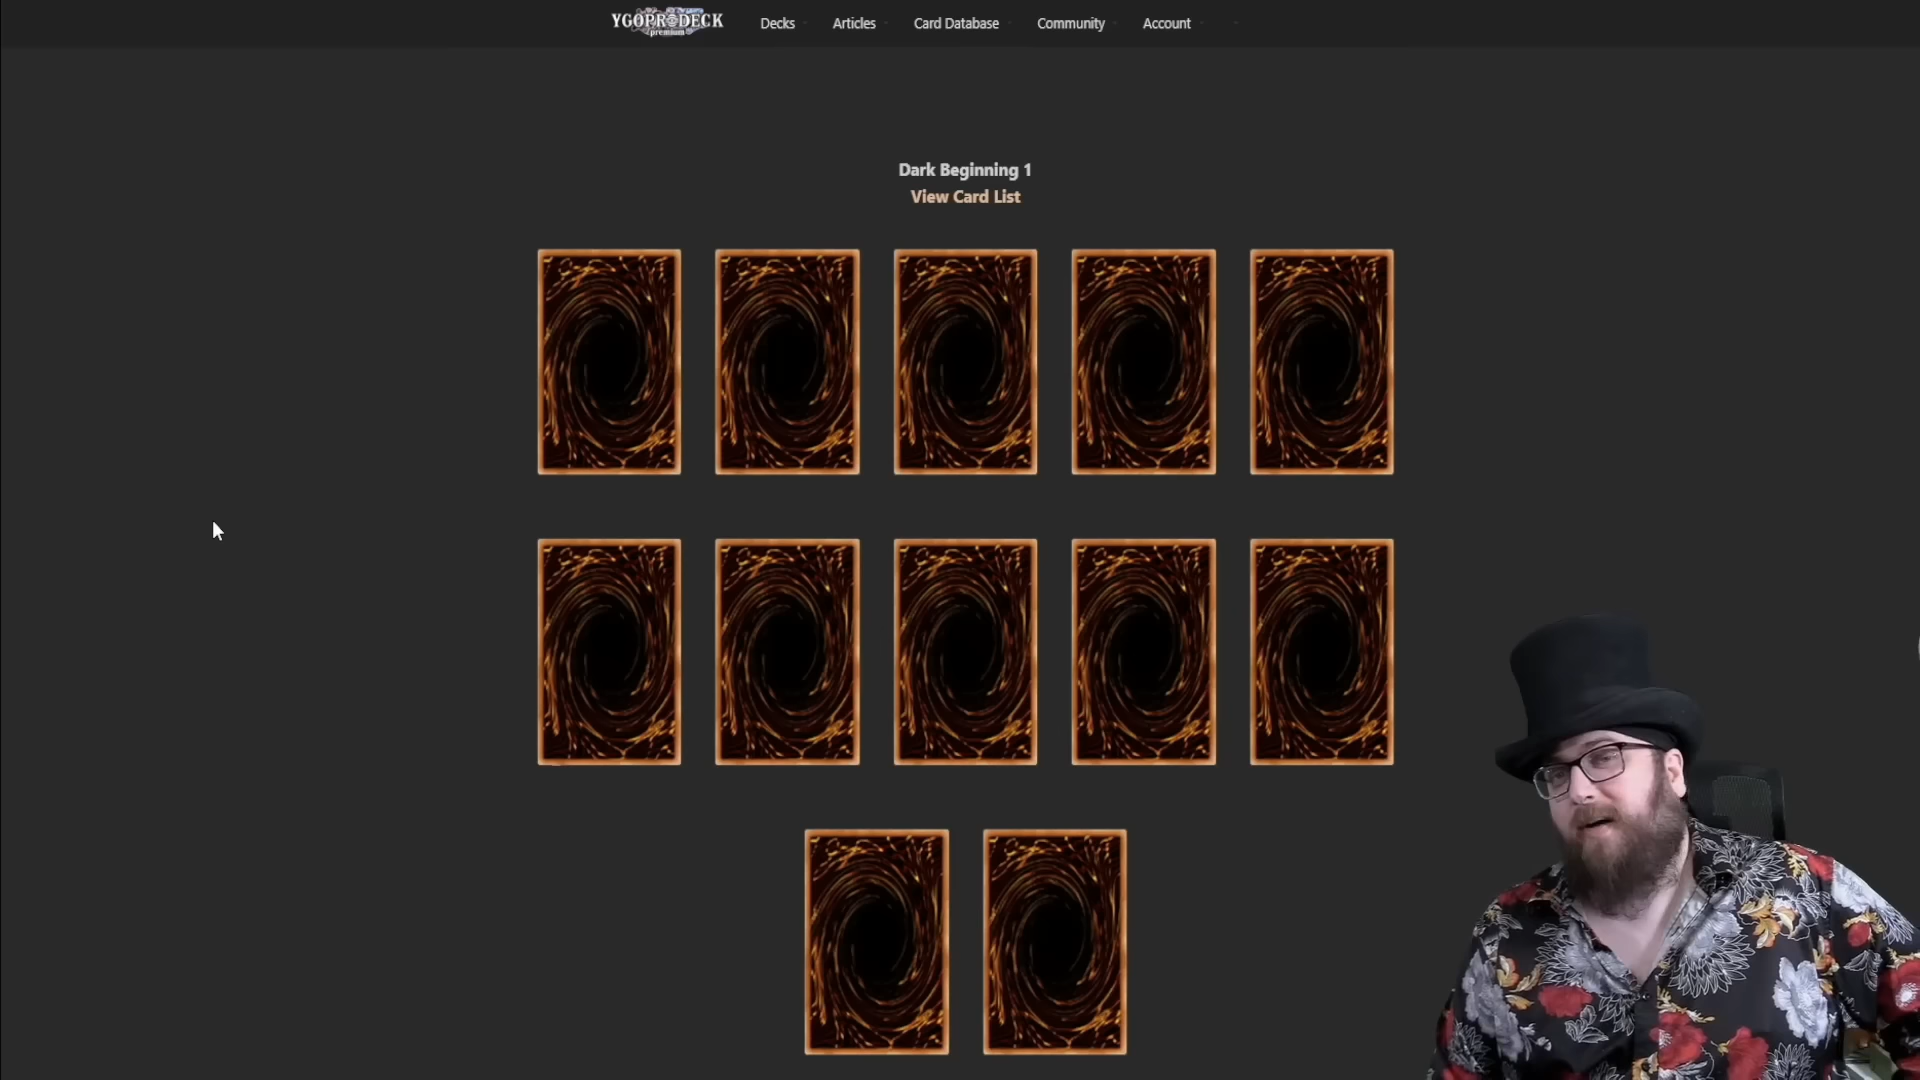 YGOPRODECK
premium
Decks
Articles
Card Database
Community
Account
Dark Beginning 1
View Card List